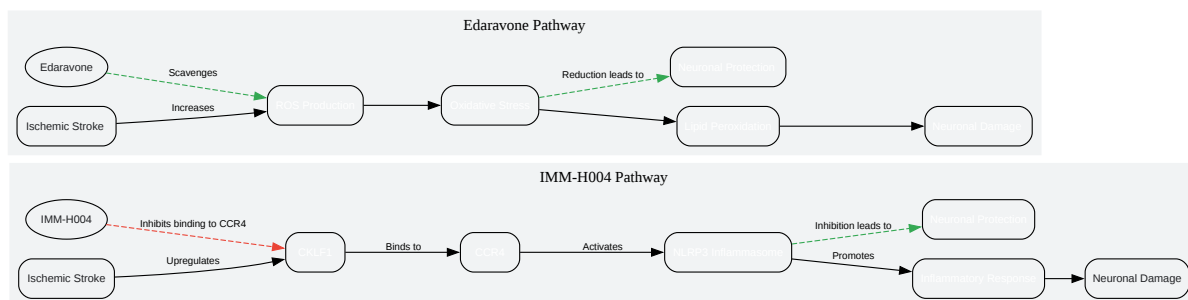 Edaravone Pathway
Edaravone
Scavenges
Ischemic Stroke
Increases
ROS Production
Oxidative Stress
Reduction leads to
Neuronal Protection
Lipid Peroxidation
Neuronal Damage
IMM-H004 Pathway
IMM-H004
Inhibits binding to CCR4
Ischemic Stroke
Upregulates
CKLF1
Binds to
CCR4
Activates
NLRP3 Inflammasome
Inhibition leads to
Neuronal Protection
Promotes
Inflammatory Response
Neuronal Damage